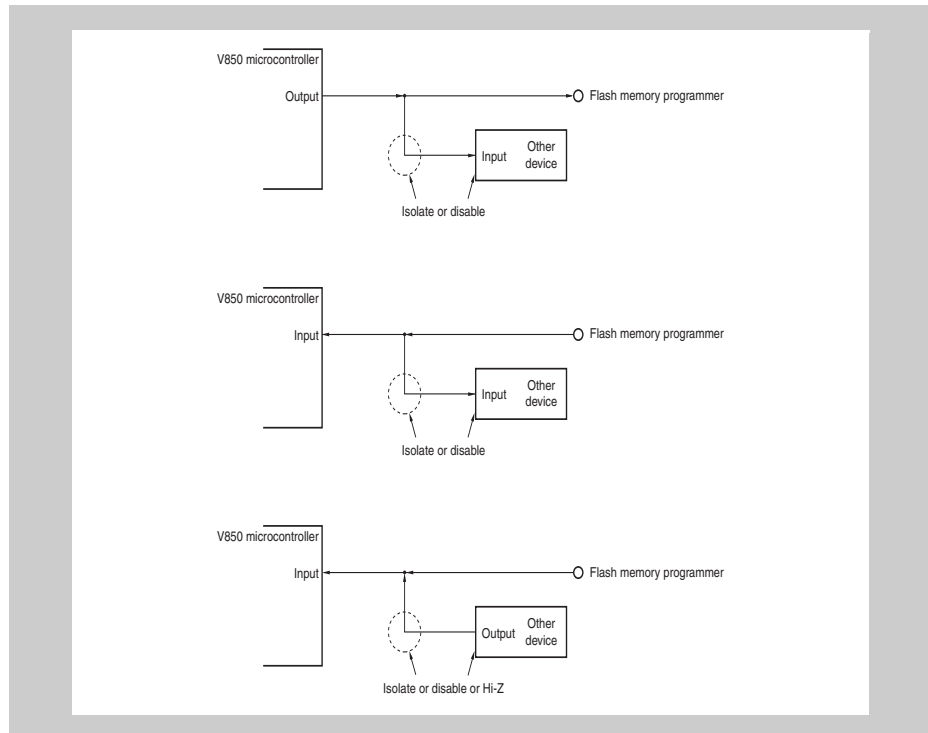 V850 microcontroller
Output
Flash memory programmer
Input
Other
device
Isolate or disable
V850 microcontroller
Input
Flash memory programmer
Input
Other
device
Isolate or disable
V850 microcontroller
Input
Flash memory programmer
Output
Other
device
Isolate or disable or Hi-Z